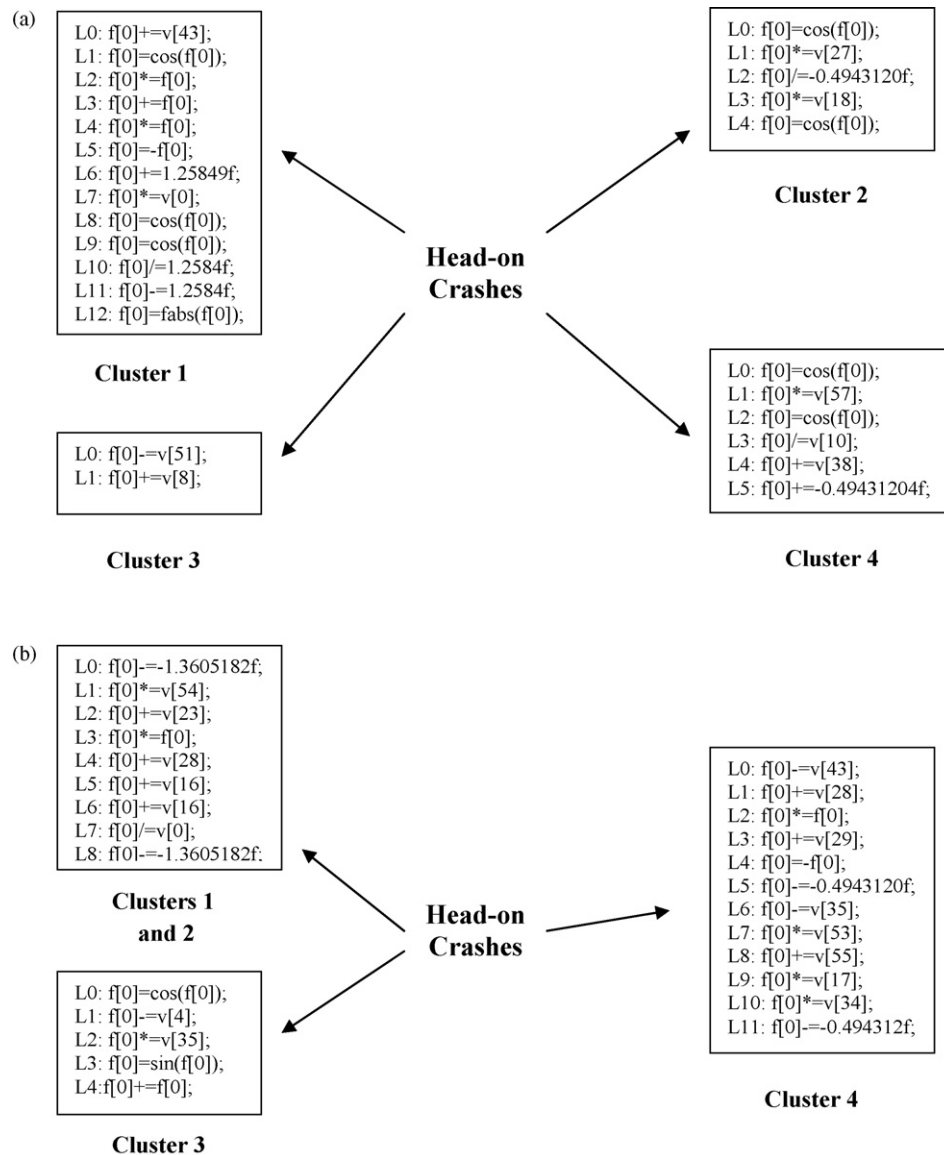 (a)
L0: f[0]+=v[43];
L1: f[0]=cos(f[0]);
L2: f[0]*=f[0];
L3: f[0]+=f[0];
L4: f[0]*=f[0];
L5: f[0]=-f[0];
L6: f[0]+=1.25849f;
L7: f[0]*=v[0];
L8: f[0]=cos(f[0]);
L9: f[0]=cos(f[0]);
L10: f[0]/=1.2584f;
L11: f[0]-=1.2584f;
L12: f[0]=fabs(f[0]);
Cluster 1
L0: f[0]=cos(f[0]);
L1: f[0]*=v[27];
L2: f[0]/=-0.4943120f;
L3: f[0]*=v[18];
L4: f[0]=cos(f[0]);
Cluster 2
Head-on
Crashes
L0: f[0]-=v[51];
L1: f[0]+=v[8];
Cluster 3
L0: f[0]=cos(f[0]);
L1: f[0]*=v[57];
L2: f[0]=cos(f[0]);
L3: f[0]/=v[10];
L4: f[0]+=v[38];
L5: f[0]+=-0.49431204f;
Cluster 4
(b)
L0: f[0]-=-1.3605182f;
L1: f[0]*=v[54];
L2: f[0]+=v[23];
L3: f[0]*=f[0];
L4: f[0]+=v[28];
L5: f[0]+=v[16];
L6: f[0]+=v[16];
L7: f[0]/=v[0];
L8: f[0]-=-1.3605182f;
Clusters 1
and 2
Head-on
Crashes
L0: f[0]=cos(f[0]);
L1: f[0]-=v[4];
L2: f[0]*=v[35];
L3: f[0]=sin(f[0]);
L4:f[0]+=f[0];
Cluster 3
L0: f[0]-=v[43];
L1: f[0]+=v[28];
L2: f[0]*=f[0];
L3: f[0]+=v[29];
L4: f[0]=-f[0];
L5: f[0]-=-0.4943120f;
L6: f[0]-=v[35];
L7: f[0]*=v[53];
L8: f[0]+=v[55];
L9: f[0]*=v[17];
L10: f[0]*=v[34];
L11: f[0]-=-0.494312f;
Cluster 4